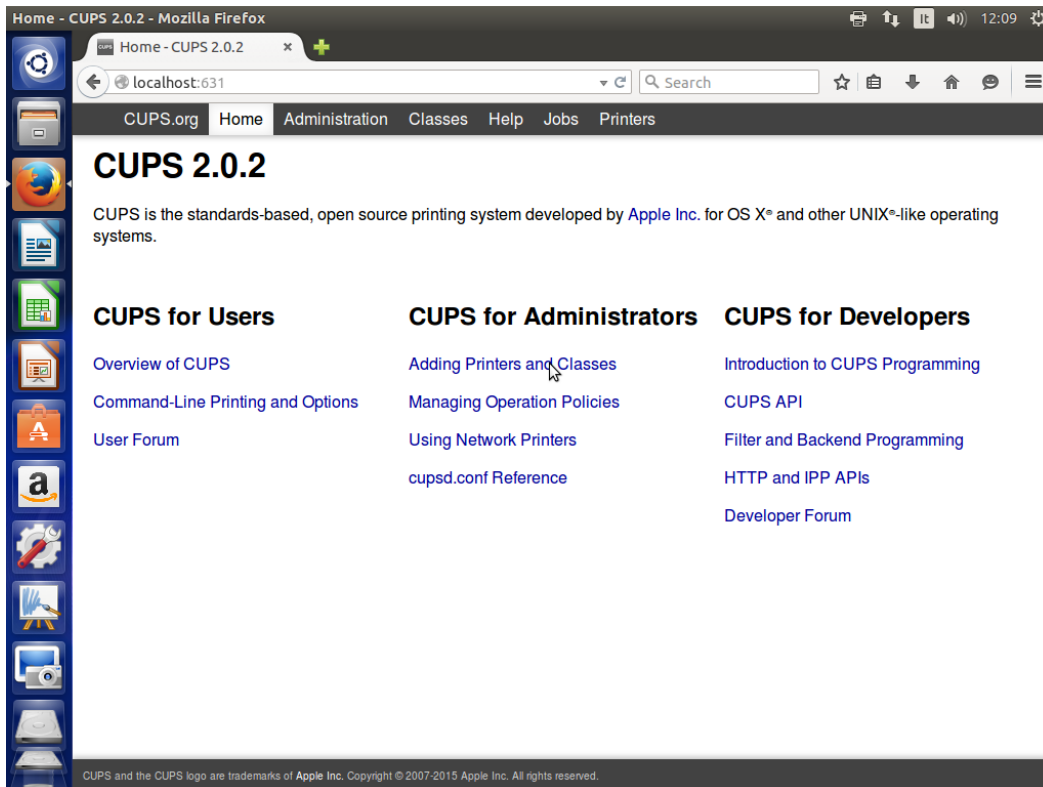 Home - CUPS 2.0.2 - Mozilla Firefox
It 12:09
CUPS Home - CUPS 2.0.2 ×
localhost:631 Search
CUPS.org Home Administration Classes Help Jobs Printers
CUPS 2.0.2
CUPS is the standards-based, open source printing system developed by Apple Inc. for OS X® and other UNIX®-like operating
systems.
CUPS for Users
Overview of CUPS
Command-Line Printing and Options
User Forum
CUPS for Administrators
Adding Printers and Classes
Managing Operation Policies
Using Network Printers
cupsd.conf Reference
CUPS for Developers
Introduction to CUPS Programming
CUPS API
Filter and Backend Programming
HTTP and IPP APIs
Developer Forum
a
CUPS and the CUPS logo are trademarks of Apple Inc. Copyright © 2007-2015 Apple Inc. All rights reserved.